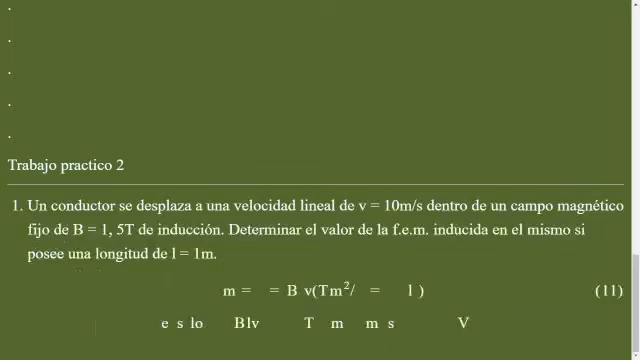 .
.
.
.
.
Trabajo practico 2
1. Un conductor se desplaza a una velocidad lineal de v = 10m/s dentro de un campo magnético
fijo de B = 1, 5T de inducción. Determinar el valor de la f.e.m. inducida en el mismo si
posee una longitud de l = 1m.
m = = B v(Tm²/ = l ) (11)
e s lo Blv T m m s V